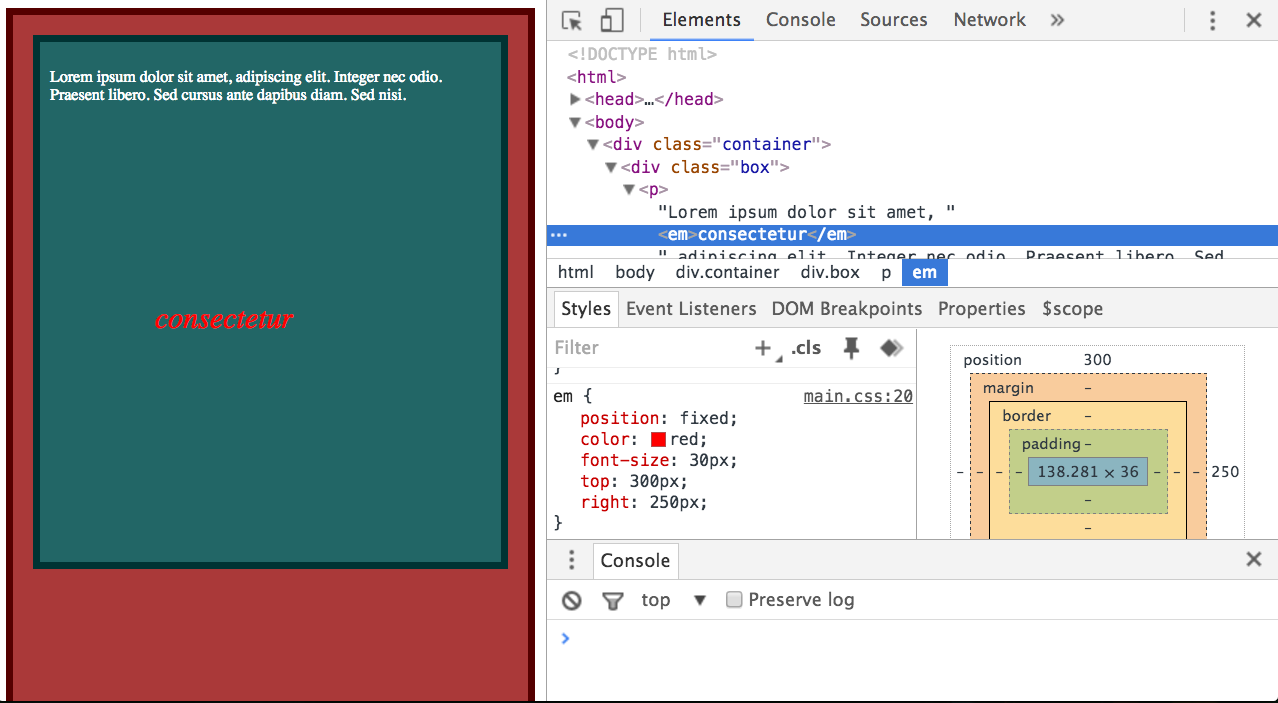 Lorem ipsum dolor sit amet, adipiscing elit. Integer nec odio.
Praesent libero. Sed cursus ante dapibus diam. Sed nisi.
consectetur
Elements Console Sources Network »
<!DOCTYPE html>
<html>
▶<head>…</head>
▼<body>
▼<div class="container">
▼<div class="box">
▼<p>
"Lorem ipsum dolor sit amet, "
… <em>consectetur</em>
" adipiscing elit. Integer nec odio. Praesent libero. Sed
html body div.container div.box p em
Styles Event Listeners DOM Breakpoints Properties $scope
Filter + .cls
}
em { main.css:20
position: fixed;
color: red;
font-size: 30px;
top: 300px;
right: 250px;
}
position 300
margin –
border –
padding –
– – – – 138.281 × 36 – – – 250
–
–
Console
top ▼ Preserve log
>